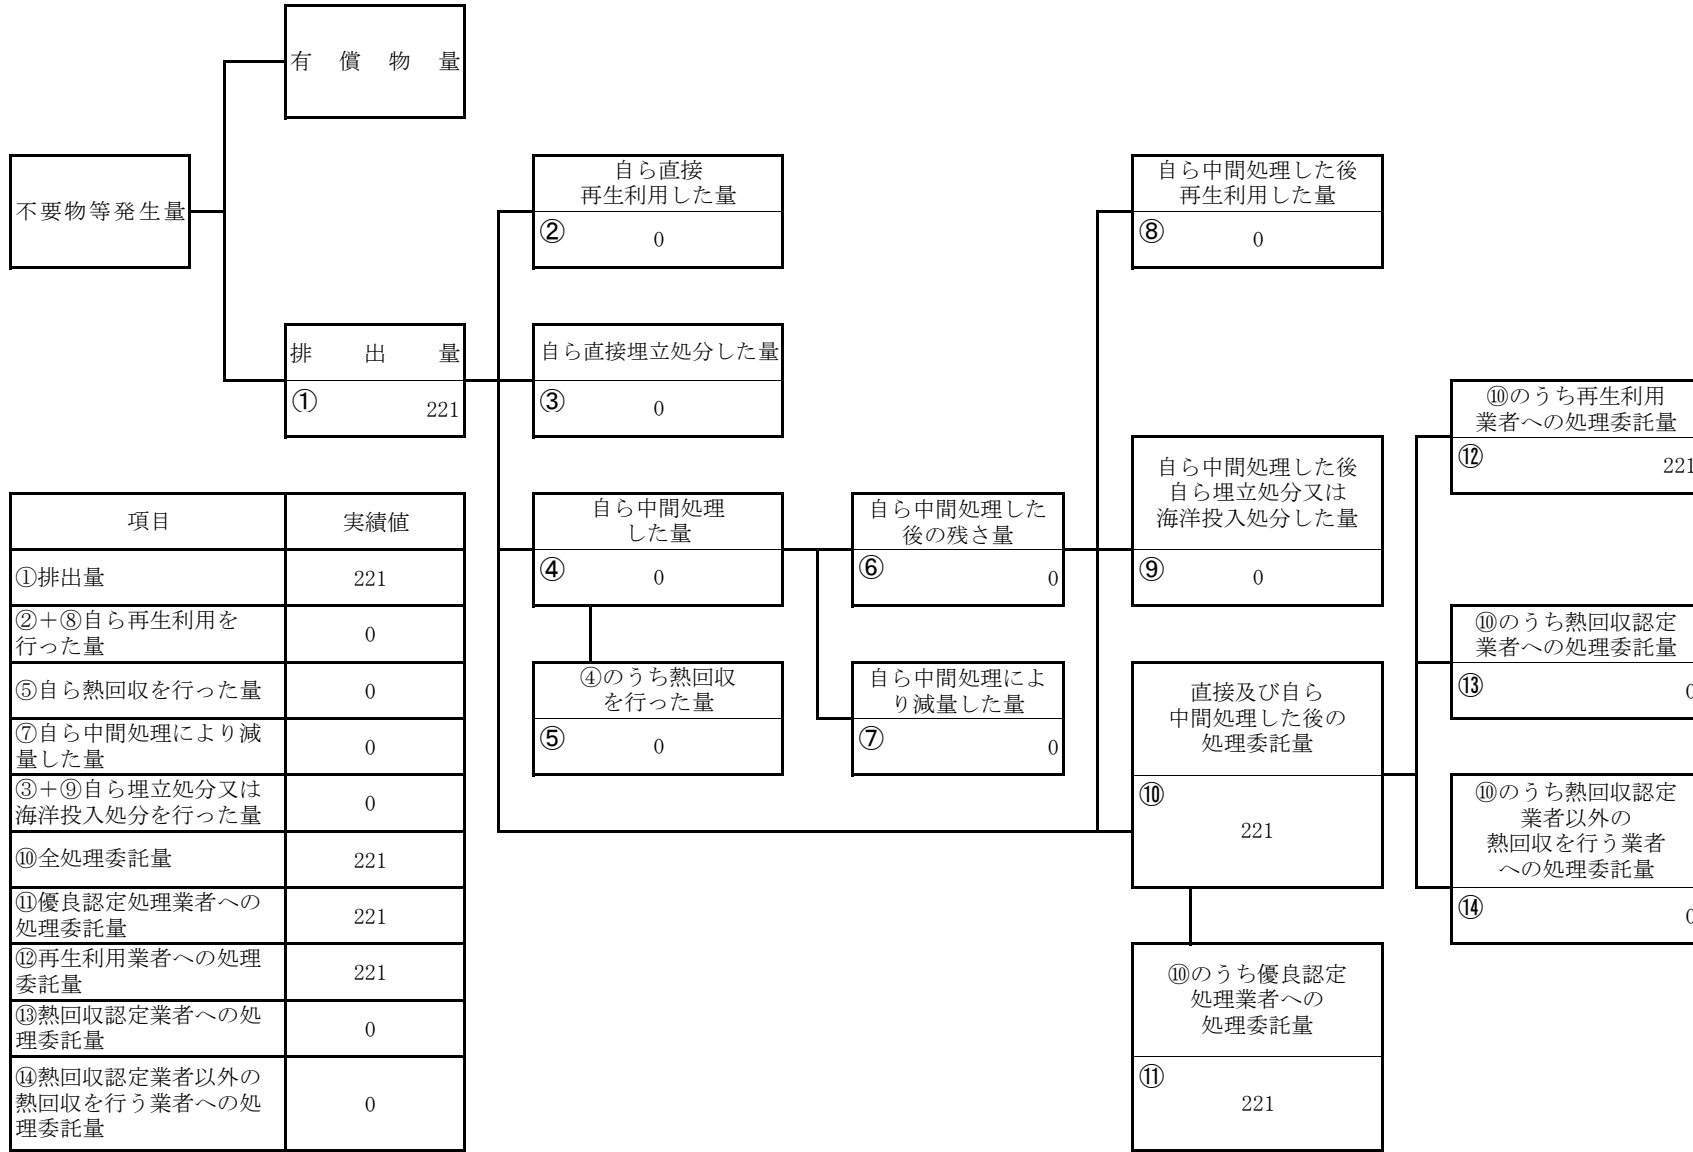 有償物量
不要物等発生量
自ら直接
再生利用した量
② 0
自ら中間処理した後
再生利用した量
⑧ 0
排出量
① 221
自ら直接埋立処分した量
③ 0
⑩のうち再生利用
業者への処理委託量
⑫ 221
自ら中間処理した後
自ら埋立処分又は
海洋投入処分した量
⑨ 0
自ら中間処理
した量
④ 0
自ら中間処理した
後の残さ量
⑥ 0
⑩のうち熱回収認定
業者への処理委託量
⑬ 0
④のうち熱回収
を行った量
⑤ 0
自ら中間処理によ
り減量した量
⑦ 0
直接及び自ら
中間処理した後の
処理委託量
⑩
221
⑩のうち熱回収認定
業者以外の
熱回収を行う業者
への処理委託量
⑭ 0
⑩のうち優良認定
処理業者への
処理委託量
⑪
221
項目 実績値
①排出量 221
②+⑧自ら再生利用を
行った量 0
⑤自ら熱回収を行った量 0
⑦自ら中間処理により減
量した量 0
③+⑨自ら埋立処分又は
海洋投入処分を行った量 0
⑩全処理委託量 221
⑪優良認定処理業者への
処理委託量 221
⑫再生利用業者への処理
委託量 221
⑬熱回収認定業者への処
理委託量 0
⑭熱回収認定業者以外の
熱回収を行う業者への処
理委託量 0